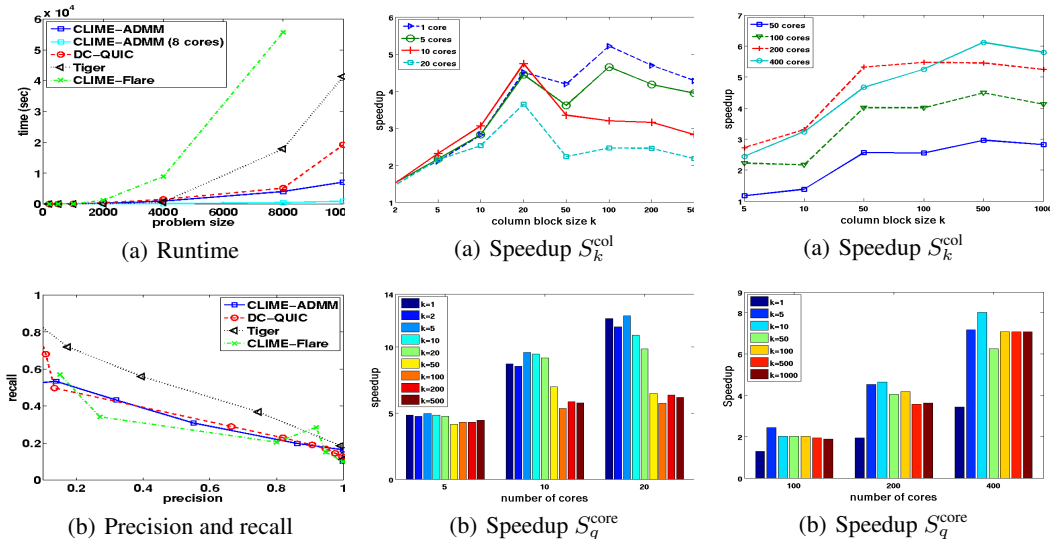 x 10⁴
6
5
4
3
2
1
0
time (sec)
CLIME−ADMM
CLIME−ADMM (8 cores)
DC−QUIC
Tiger
CLIME−Flare
2000 4000 6000 8000 1000
problem size
(a) Runtime
6
5
4
3
2
1
speedup
1 core
5 cores
10 cores
20 cores
2 5 10 20 50 100 200 50
column block size k
(a) Speedup S_k^col
7
6
5
4
3
2
1
speedup
50 cores
100 cores
200 cores
400 cores
5 10 50 100 500 1000
column block size k
(a) Speedup S_k^col
1
0.8
0.6
0.4
0.2
0
recall
CLIME−ADMM
DC−QUIC
Tiger
CLIME−Flare
0.2 0.4 0.6 0.8 1
precision
(b) Precision and recall
14
10
5
0
speedup
k=1
k=2
k=5
k=10
k=20
k=50
k=100
k=200
k=500
5 10 20
number of cores
(b) Speedup S_q^core
9
8
6
4
2
0
Speedup
k=1
k=5
k=10
k=50
k=100
k=500
k=1000
100 200 400
number of cores
(b) Speedup S_q^core